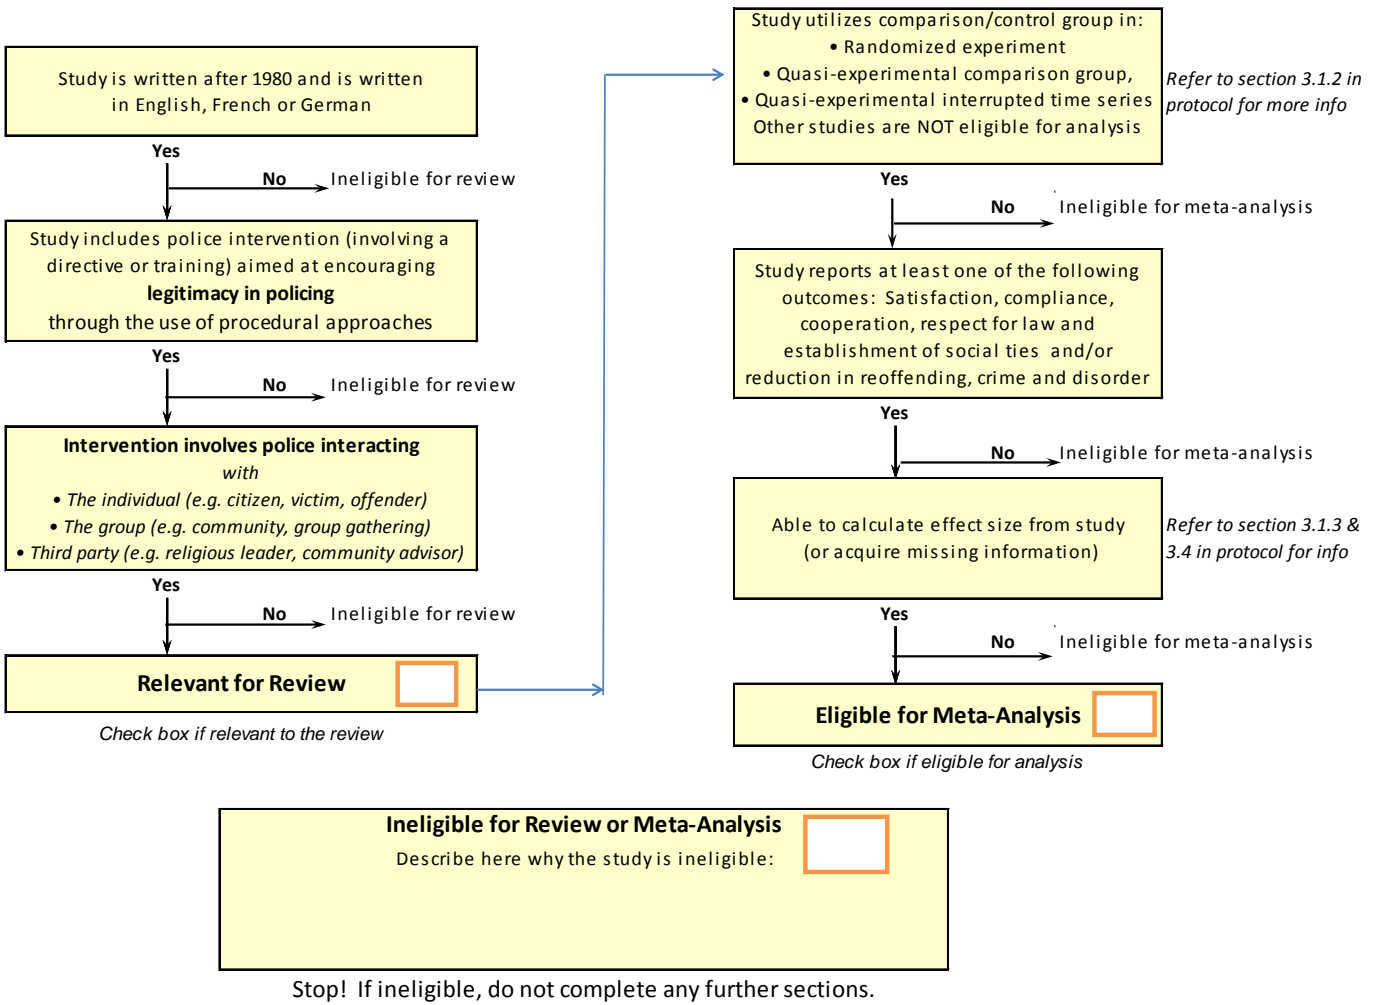 Study is written after 1980 and is written
in English, French or German
Yes
No
Ineligible for review
Study includes police intervention (involving a
directive or training) aimed at encouraging
legitimacy in policing
through the use of procedural approaches
Yes
No
Ineligible for review
Intervention involves police interacting
with
• The individual (e.g. citizen, victim, offender)
• The group (e.g. community, group gathering)
• Third party (e.g. religious leader, community advisor)
Yes
No
Ineligible for review
Relevant for Review
Check box if relevant to the review
Study utilizes comparison/control group in:
• Randomized experiment
• Quasi-experimental comparison group,
• Quasi-experimental interrupted time series
Other studies are NOT eligible for analysis
Refer to section 3.1.2 in
protocol for more info
Yes
No
Ineligible for meta-analysis
Study reports at least one of the following
outcomes: Satisfaction, compliance,
cooperation, respect for law and
establishment of social ties and/or
reduction in reoffending, crime and disorder
Yes
No
Ineligible for meta-analysis
Able to calculate effect size from study
(or acquire missing information)
Refer to section 3.1.3 &
3.4 in protocol for info
Yes
No
Ineligible for meta-analysis
Eligible for Meta-Analysis
Check box if eligible for analysis
Ineligible for Review or Meta-Analysis
Describe here why the study is ineligible:
Stop! If ineligible, do not complete any further sections.